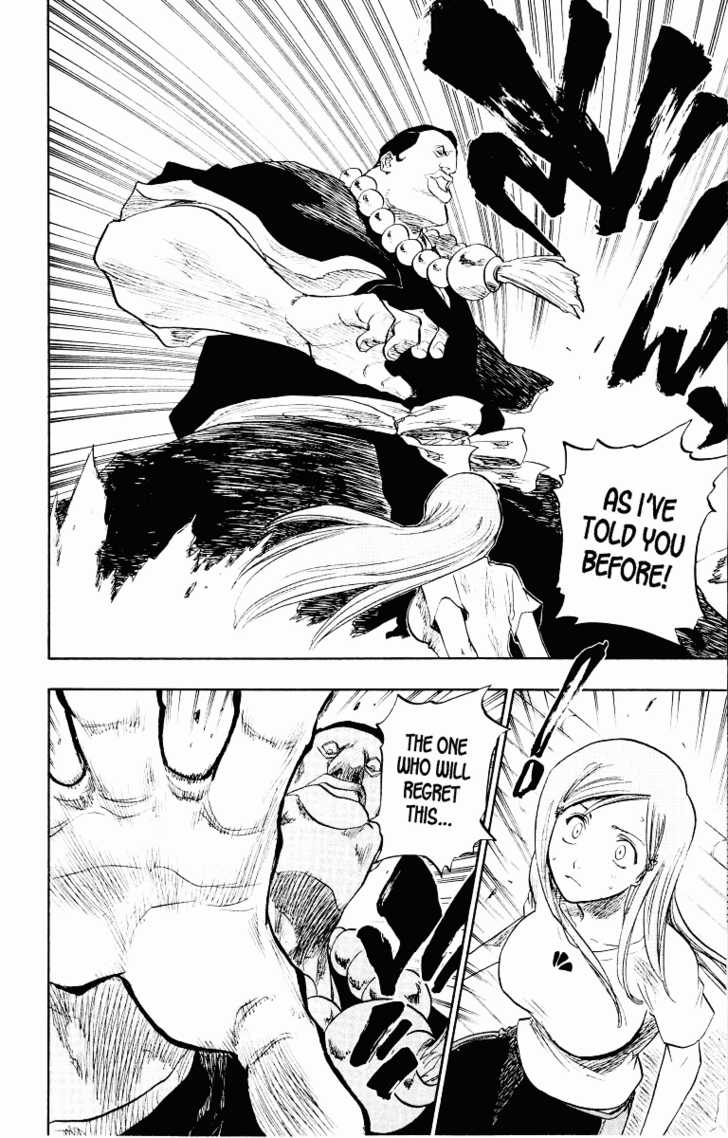 AS I'VE
TOLD YOU
BEFORE!
THE ONE
WHO WILL
REGRET
THIS...
!